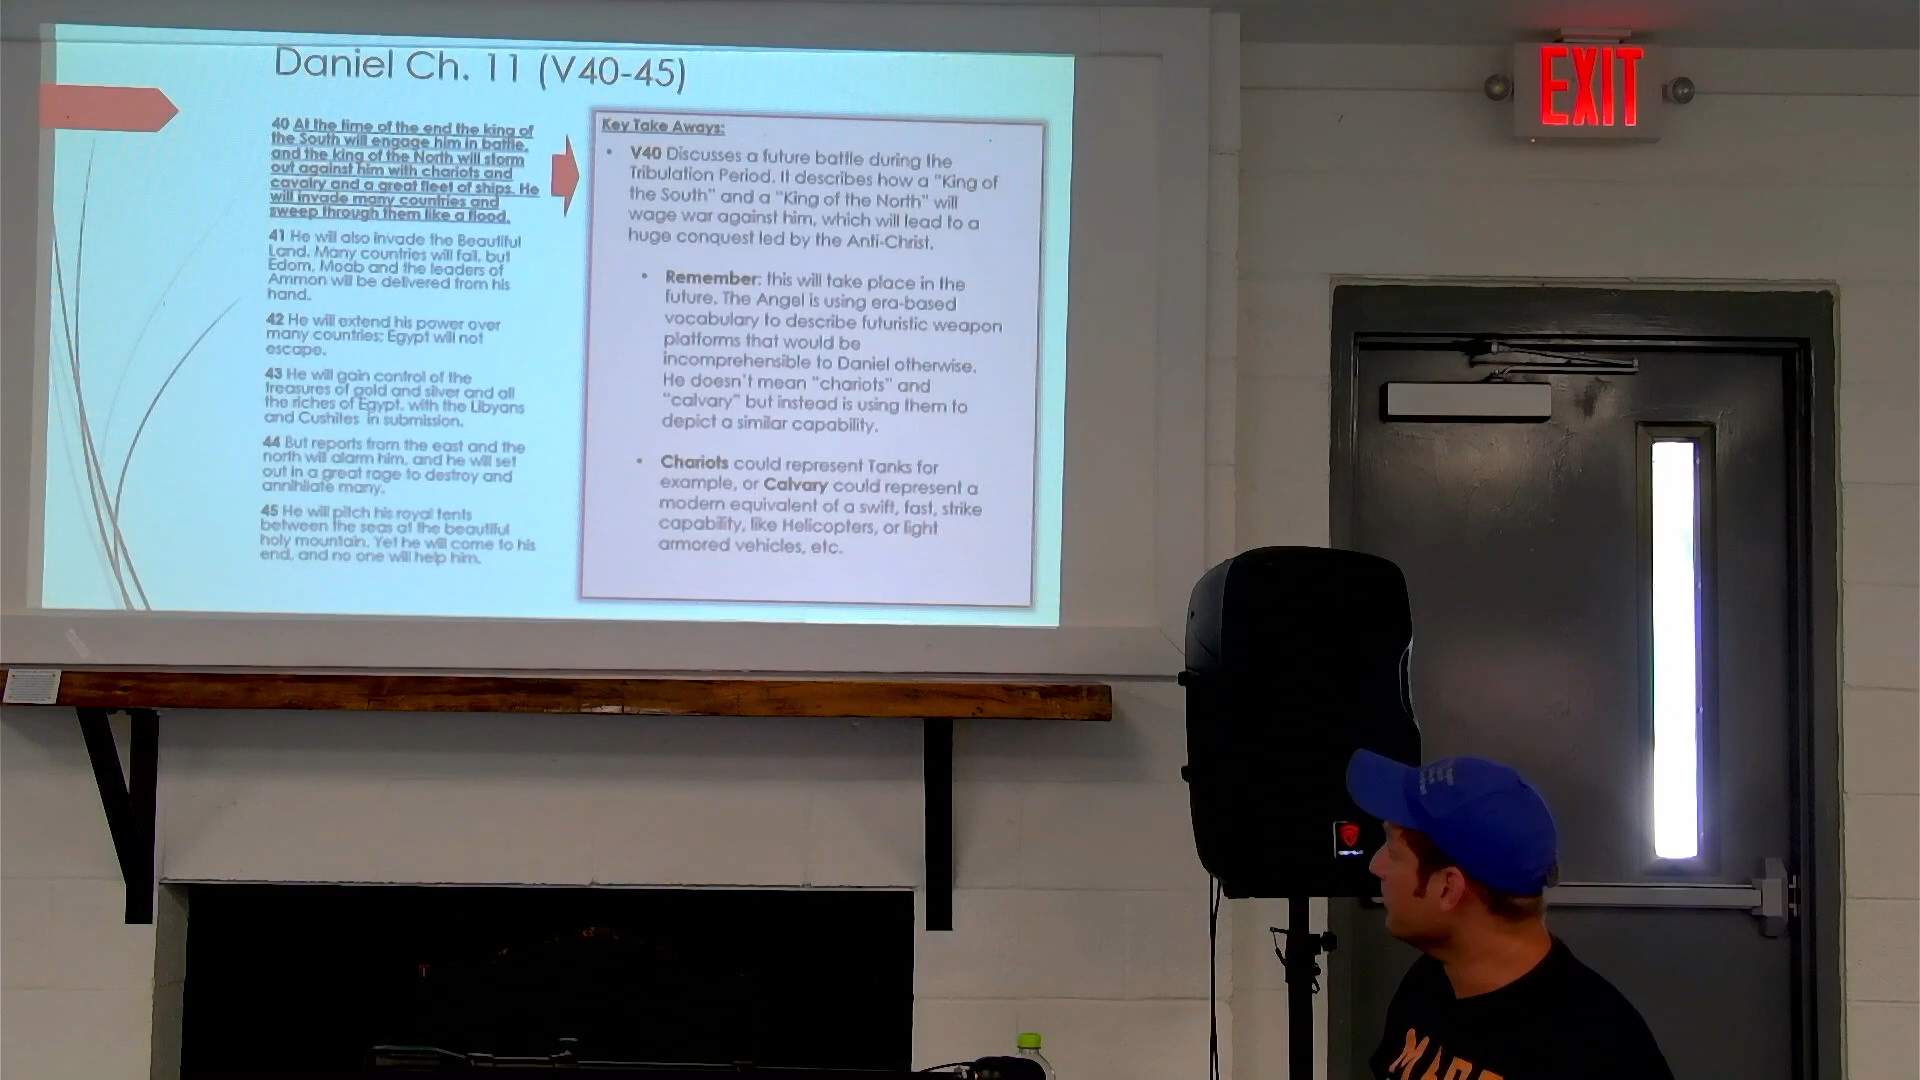 Daniel Ch. 11 (V40-45)
40 At the time of the end the king of
the South will engage him in battle,
and the king of the North will storm
out against him with chariots and
cavalry and a great fleet of ships. He
will invade many countries and
sweep through them like a flood.
41 He will also invade the Beautiful
Land. Many countries will fall, but
Edom, Moab and the leaders of
Ammon will be delivered from his
hand.
42 He will extend his power over
many countries; Egypt will not
escape.
43 He will gain control of the
treasures of gold and silver and all
the riches of Egypt, with the Libyans
and Cushites in submission.
44 But reports from the east and the
north will alarm him, and he will set
out in a great rage to destroy and
annihilate many.
45 He will pitch his royal tents
between the seas at the beautiful
holy mountain. Yet he will come to his
end, and no one will help him.
Key Take Aways:
• V40 Discusses a future battle during the
Tribulation Period. It describes how a "King of
the South" and a "King of the North" will
wage war against him, which will lead to a
huge conquest led by the Anti-Christ.
• Remember: this will take place in the
future. The Angel is using era-based
vocabulary to describe futuristic weapon
platforms that would be
incomprehensible to Daniel otherwise.
He doesn't mean "chariots" and
"calvary" but instead is using them to
depict a similar capability.
• Chariots could represent Tanks for
example, or Calvary could represent a
modern equivalent of a swift, fast, strike
capability, like Helicopters, or light
armored vehicles, etc.
EXIT